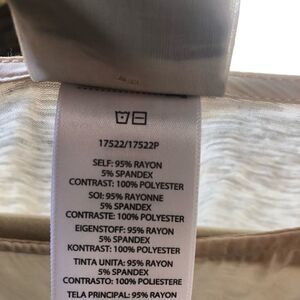 17522/17522P
SELF: 95% RAYON
5% SPANDEX
CONTRAST: 100% POLYESTER
SOI: 95% RAYONNE
5% SPANDEX
CONTRASTE: 100% POLYESTER
EIGENSTOFF: 95% RAYON
5% SPANDEX
KONTRAST: 100% POLYESTER
TINTA UNITA: 95% RAYON
5% SPANDEX
CONTRASTO: 100% POLIESTERE
TELA PRINCIPAL: 95% RAYON